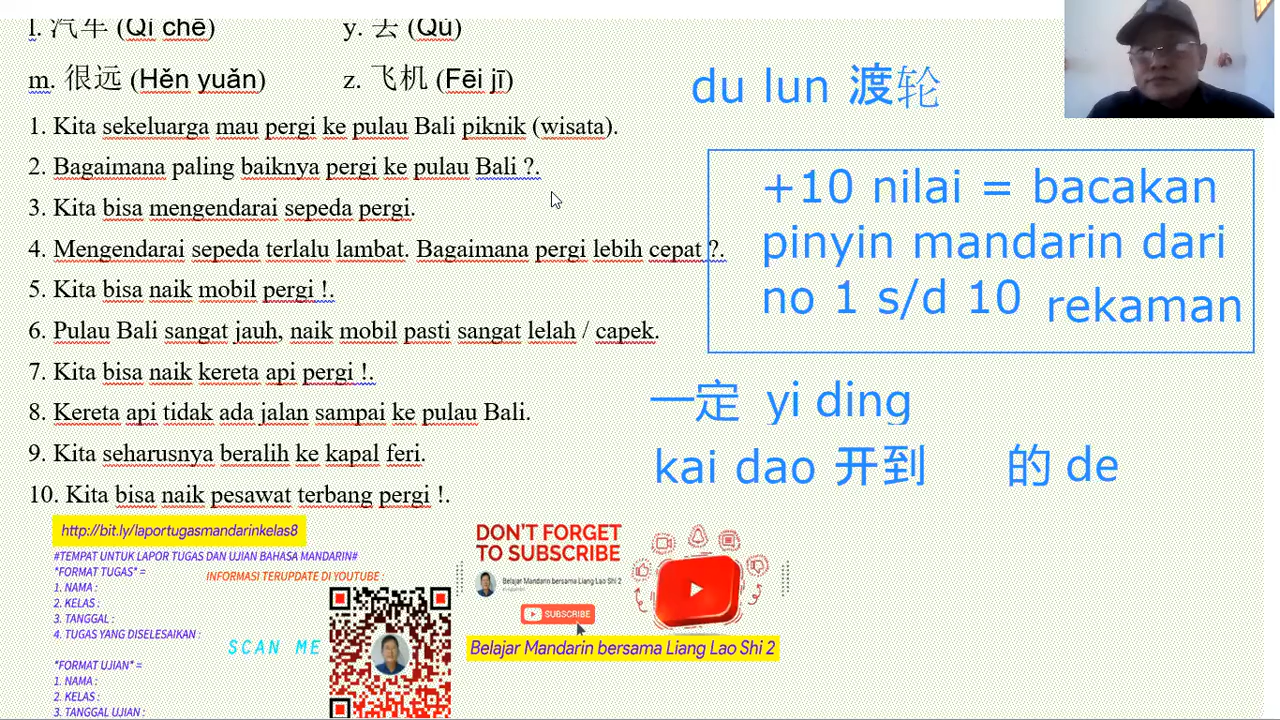 l. 汽车 (Qì chē)
y. 去 (Qù)
m. 很远 (Hěn yuǎn)
z. 飞机 (Fēi jī)
1. Kita sekeluarga mau pergi ke pulau Bali piknik (wisata).
2. Bagaimana paling baiknya pergi ke pulau Bali ?.
3. Kita bisa mengendarai sepeda pergi.
4. Mengendarai sepeda terlalu lambat. Bagaimana pergi lebih cepat ?.
5. Kita bisa naik mobil pergi !.
6. Pulau Bali sangat jauh, naik mobil pasti sangat lelah / capek.
7. Kita bisa naik kereta api pergi !.
8. Kereta api tidak ada jalan sampai ke pulau Bali.
9. Kita seharusnya beralih ke kapal feri.
10. Kita bisa naik pesawat terbang pergi !.
du lun 渡轮
+10 nilai = bacakan
pinyin mandarin dari
no 1 s/d 10 rekaman
一定 yi ding
kai dao 开到 的 de
http://bit.ly/laportugasmandarinkelas8
#TEMPAT UNTUK LAPOR TUGAS DAN UJIAN BAHASA MANDARIN#
*FORMAT TUGAS* =
1. NAMA :
2. KELAS :
3. TANGGAL :
4. TUGAS YANG DISELESAIKAN :
*FORMAT UJIAN* =
1. NAMA :
2. KELAS :
3. TANGGAL UJIAN :
INFORMASI TERUPDATE DI YOUTUBE :
SCAN ME
DON'T FORGET
TO SUBSCRIBE
Belajar Mandarin bersama Liang Lao Shi 2
SUBSCRIBE
Belajar Mandarin bersama Liang Lao Shi 2